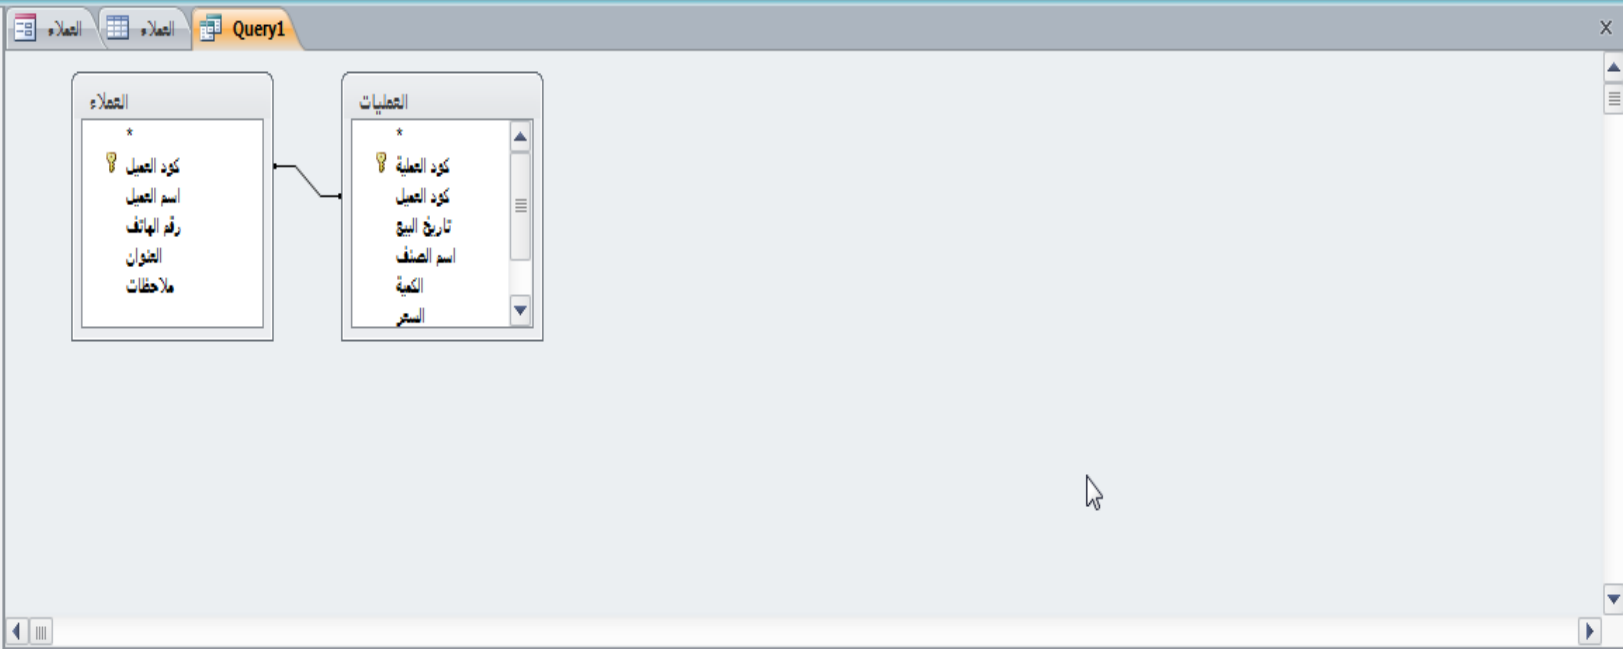 العملاء
العملاء
Query1
العملاء
*
كود العميل
اسم العميل
رقم الهاتف
العنوان
ملاحظات
العمليات
*
كود العملية
كود العميل
تاريخ البيع
اسم الصنف
الكمية
السعر